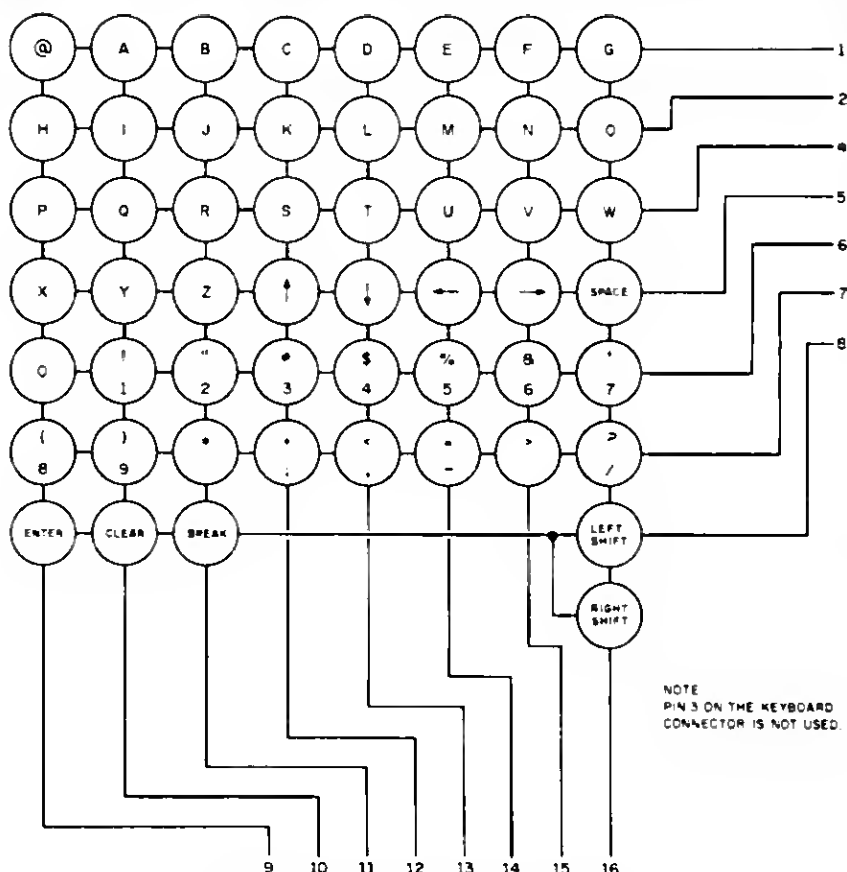 @ A B C D E F G 1
2
H I J K L M N O
4
P Q R S T U V W
5
6
X Y Z ↑ ↓ ← → SPACE 7
8
! " # $ % & '
0 1 2 3 4 5 6 7
( ) * + < = > ?
8 9 ; , - /
ENTER CLEAR BREAK LEFT
SHIFT
RIGHT
SHIFT
NOTE
PIN 3 ON THE KEYBOARD
CONNECTOR IS NOT USED.
9 10 11 12 13 14 15 16